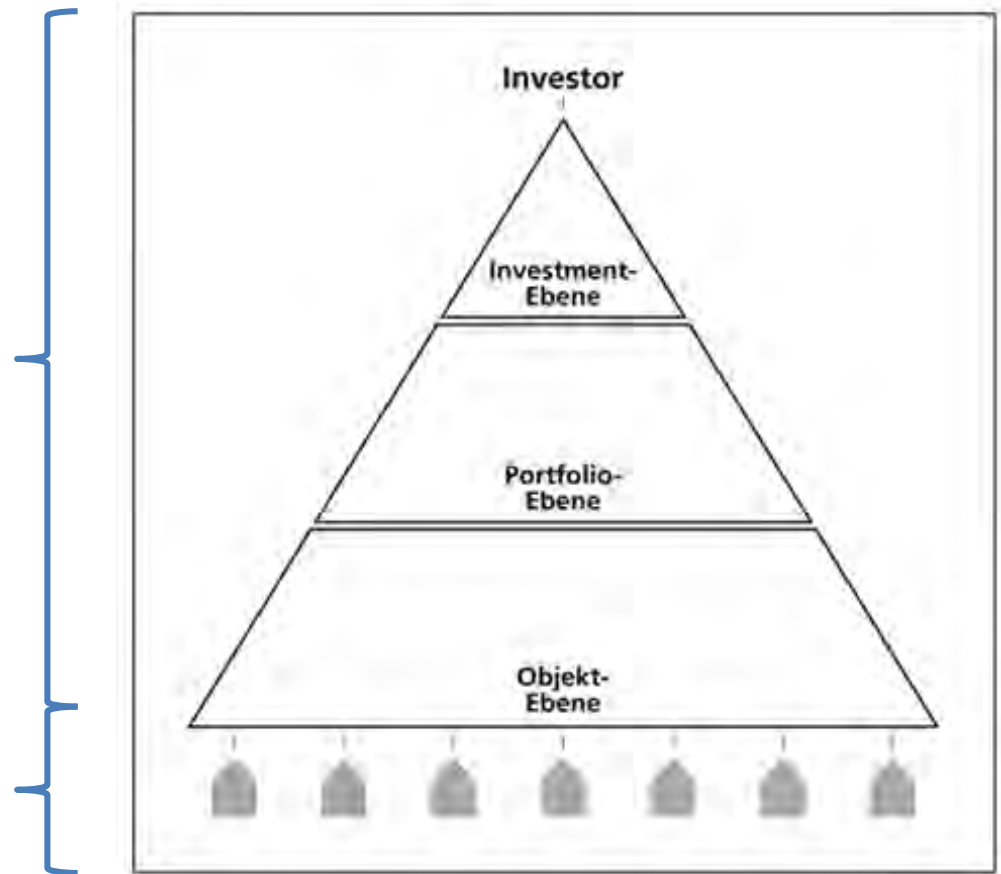 Investor
Investment-
Ebene
Portfolio-
Ebene
Objekt-
Ebene